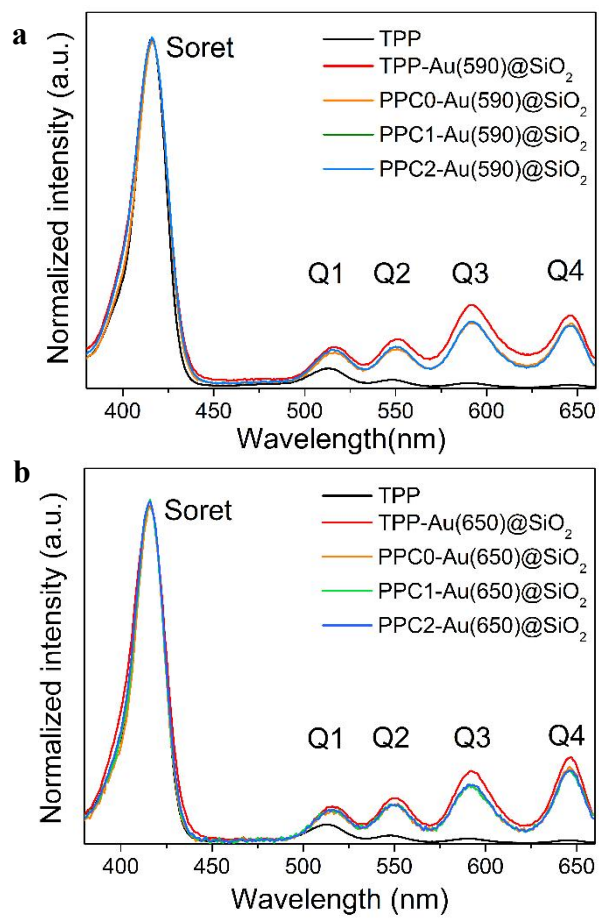 a
Normalized intensity (a.u.)
Soret
TPP
TPP-Au(590)@SiO₂
PPC0-Au(590)@SiO₂
PPC1-Au(590)@SiO₂
PPC2-Au(590)@SiO₂
Q1 Q2 Q3 Q4
400 450 500 550 600 650
Wavelength(nm)
b
Normalized intensity (a.u.)
Soret
TPP
TPP-Au(650)@SiO₂
PPC0-Au(650)@SiO₂
PPC1-Au(650)@SiO₂
PPC2-Au(650)@SiO₂
Q1 Q2 Q3 Q4
400 450 500 550 600 650
Wavelength (nm)